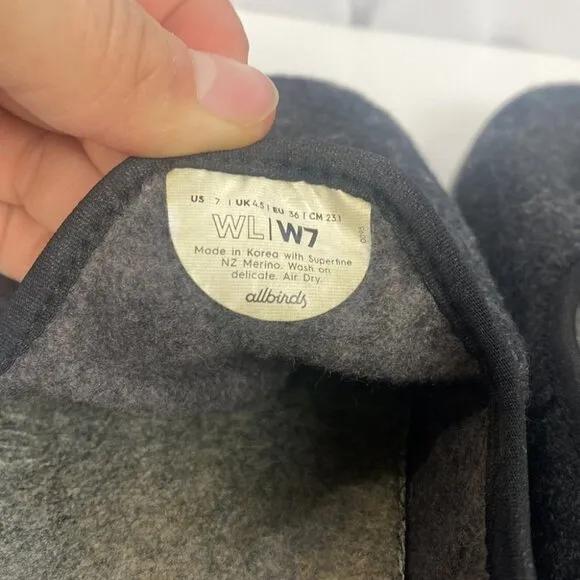 US 7 | UK 4.5 | EU 36 | CM 23.1
WL|W7
Made in Korea with Superfine
NZ Merino. Wash on
delicate. Air Dry.
allbirds